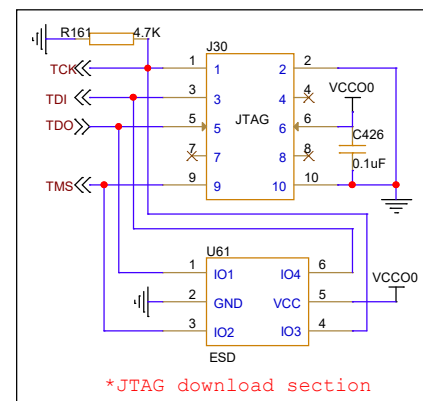 R161 4.7K
J30
TCK 1 1 2 2
TDI 3 3 4 4 VCCO0
TDO 5 5 JTAG 6 6 C426
7 7 8 8 0.1uF
TMS 9 9 10 10
U61
1 IO1 IO4 6
2 GND VCC 5 VCCO0
3 IO2 IO3 4
ESD
*JTAG download section